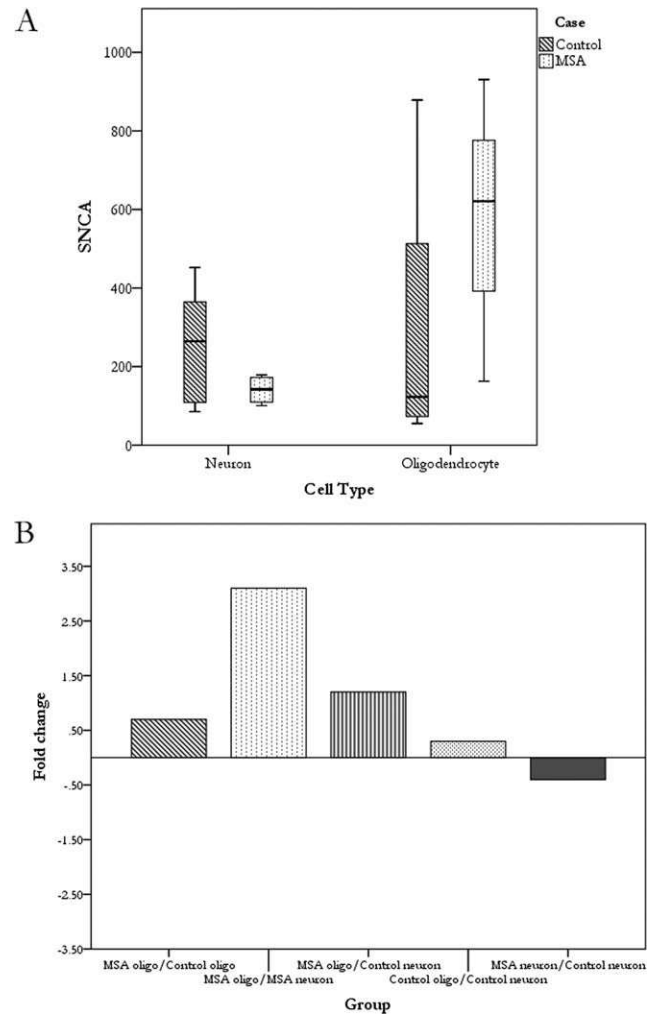 A
Case
Control
MSA
1000
800
600
400
200
0
SNCA
Neuron
Oligodendrocyte
Cell Type
B
3.50
2.50
1.50
.50
-.50
-1.50
-2.50
-3.50
Fold change
MSA oligo/Control oligo
MSA oligo/MSA neuron
MSA oligo/Control neuron
Control oligo/Control neuron
MSA neuron/Control neuron
Group